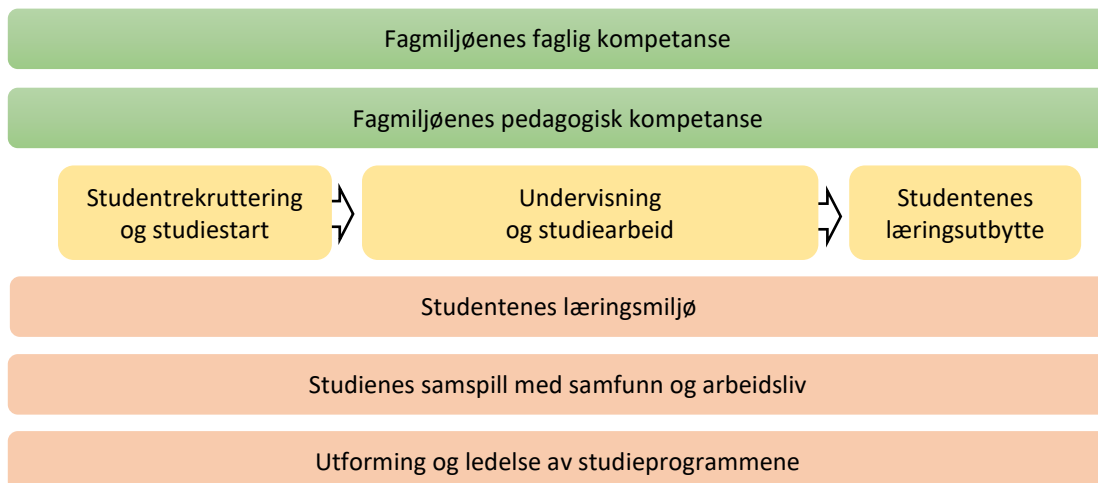 Fagmiljøenes faglig kompetanse
Fagmiljøenes pedagogisk kompetanse
Studentrekruttering
og studiestart
Undervisning
og studiearbeid
Studentenes
læringsutbytte
Studentenes læringsmiljø
Studienes samspill med samfunn og arbeidsliv
Utforming og ledelse av studieprogrammene